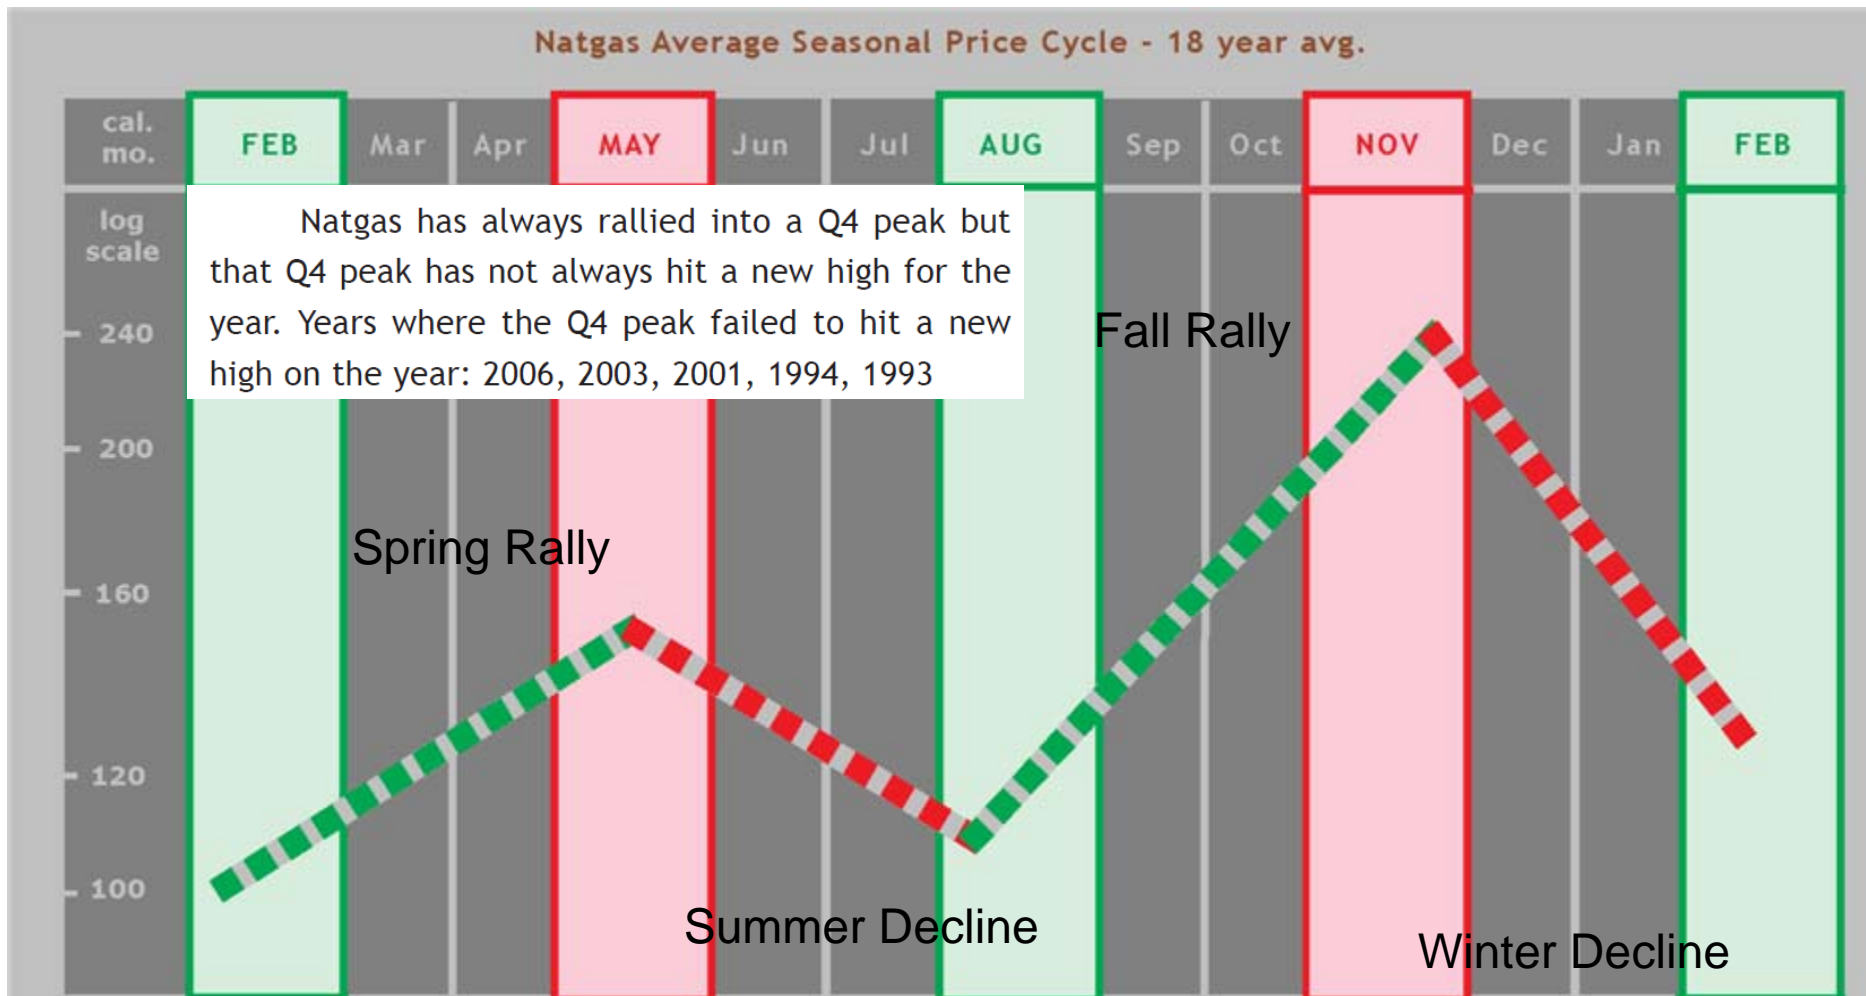 Natgas Average Seasonal Price Cycle - 18 year avg.
cal. mo.
FEB Mar Apr MAY Jun Jul AUG Sep Oct NOV Dec Jan FEB
log scale
Natgas has always rallied into a Q4 peak but
that Q4 peak has not always hit a new high for the
year. Years where the Q4 peak failed to hit a new
high on the year: 2006, 2003, 2001, 1994, 1993
240
Fall Rally
200
Spring Rally
160
120
100
Summer Decline
Winter Decline